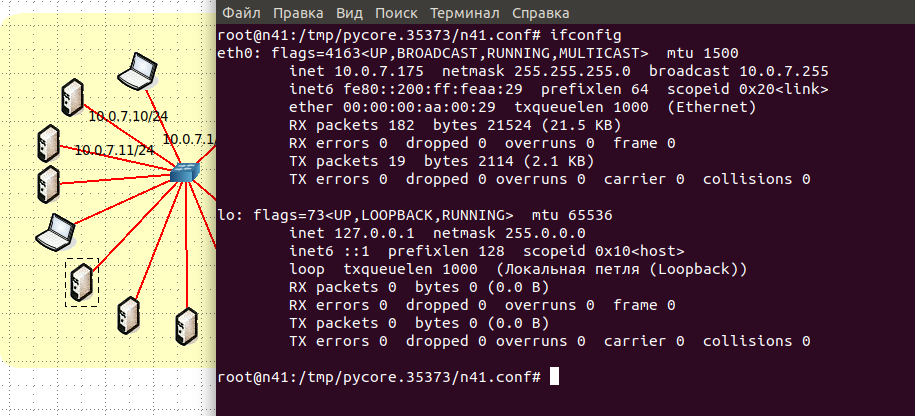 Файл Правка Вид Поиск Терминал Справка
root@n41:/tmp/pycore.35373/n41.conf# ifconfig
eth0: flags=4163<UP,BROADCAST,RUNNING,MULTICAST>  mtu 1500
        inet 10.0.7.175  netmask 255.255.255.0  broadcast 10.0.7.255
        inet6 fe80::200:ff:feaa:29  prefixlen 64  scopeid 0x20<link>
        ether 00:00:00:aa:00:29  txqueuelen 1000  (Ethernet)
        RX packets 182  bytes 21524 (21.5 KB)
        RX errors 0  dropped 0  overruns 0  frame 0
        TX packets 19  bytes 2114 (2.1 KB)
        TX errors 0  dropped 0 overruns 0  carrier 0  collisions 0

lo: flags=73<UP,LOOPBACK,RUNNING>  mtu 65536
        inet 127.0.0.1  netmask 255.0.0.0
        inet6 ::1  prefixlen 128  scopeid 0x10<host>
        loop  txqueuelen 1000  (Локальная петля (Loopback))
        RX packets 0  bytes 0 (0.0 B)
        RX errors 0  dropped 0  overruns 0  frame 0
        TX packets 0  bytes 0 (0.0 B)
        TX errors 0  dropped 0 overruns 0  carrier 0  collisions 0

root@n41:/tmp/pycore.35373/n41.conf#
10.0.7.10/24
10.0.7.1
10.0.7.11/24